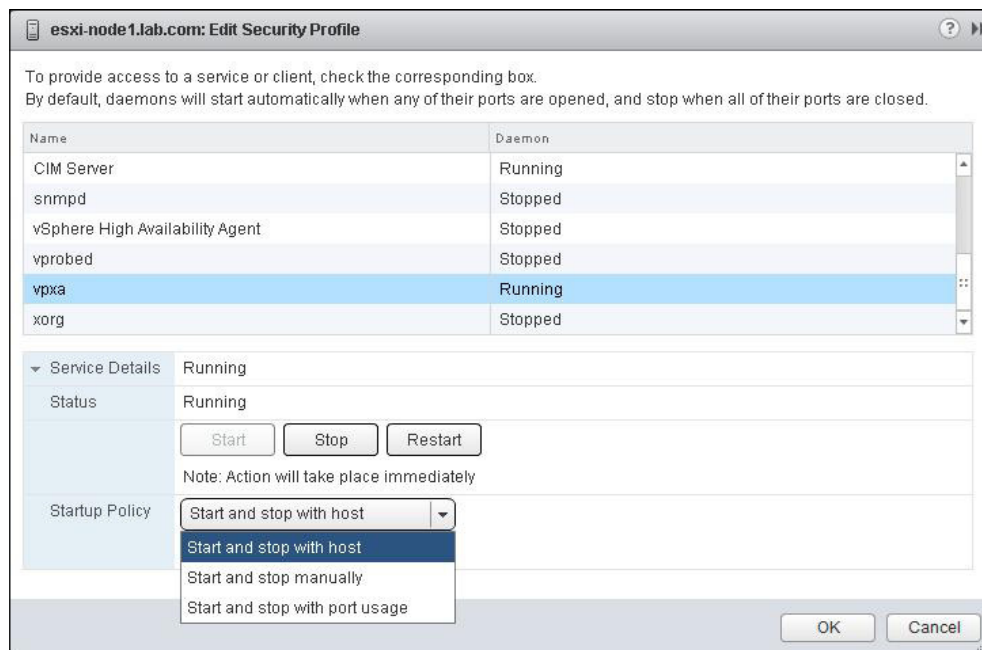 esxi-node1.lab.com: Edit Security Profile
To provide access to a service or client, check the corresponding box.
By default, daemons will start automatically when any of their ports are opened, and stop when all of their ports are closed.
Name Daemon
CIM Server Running
snmpd Stopped
vSphere High Availability Agent Stopped
vprobed Stopped
vpxa Running
xorg Stopped
Service Details Running
Status Running
Start Stop Restart
Note: Action will take place immediately
Startup Policy Start and stop with host
Start and stop with host
Start and stop manually
Start and stop with port usage
OK Cancel